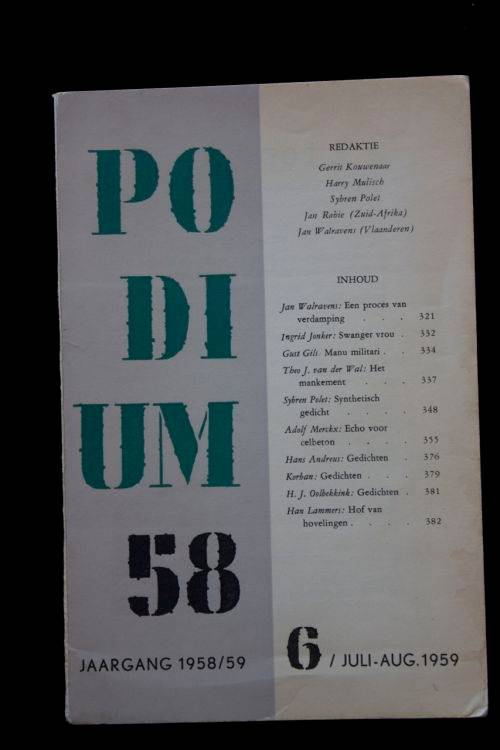 PO
DI
UM
58
JAARGANG 1958/59
REDAKTIE
Gerrit Kouwenaar
Harry Mulisch
Sybren Polet
Jan Rabie (Zuid-Afrika)
Jan Walravens (Vlaanderen)
INHOUD
Jan Walravens: Een proces van
verdamping . . . 321
Ingrid Jonker: Swanger vrou . 332
Gust Gils: Manu militari . . 334
Theo J. van der Wal: Het
mankement . . . 337
Sybren Polet: Synthetisch
gedicht . . . . 348
Adolf Merckx: Echo voor
celbeton . . . . 355
Hans Andreus: Gedichten . 376
Korban: Gedichten . . . 379
H. J. Oolbekkink: Gedichten . 381
Han Lammers: Hof van
hovelingen . . . . 382
6 / JULI-AUG. 1959